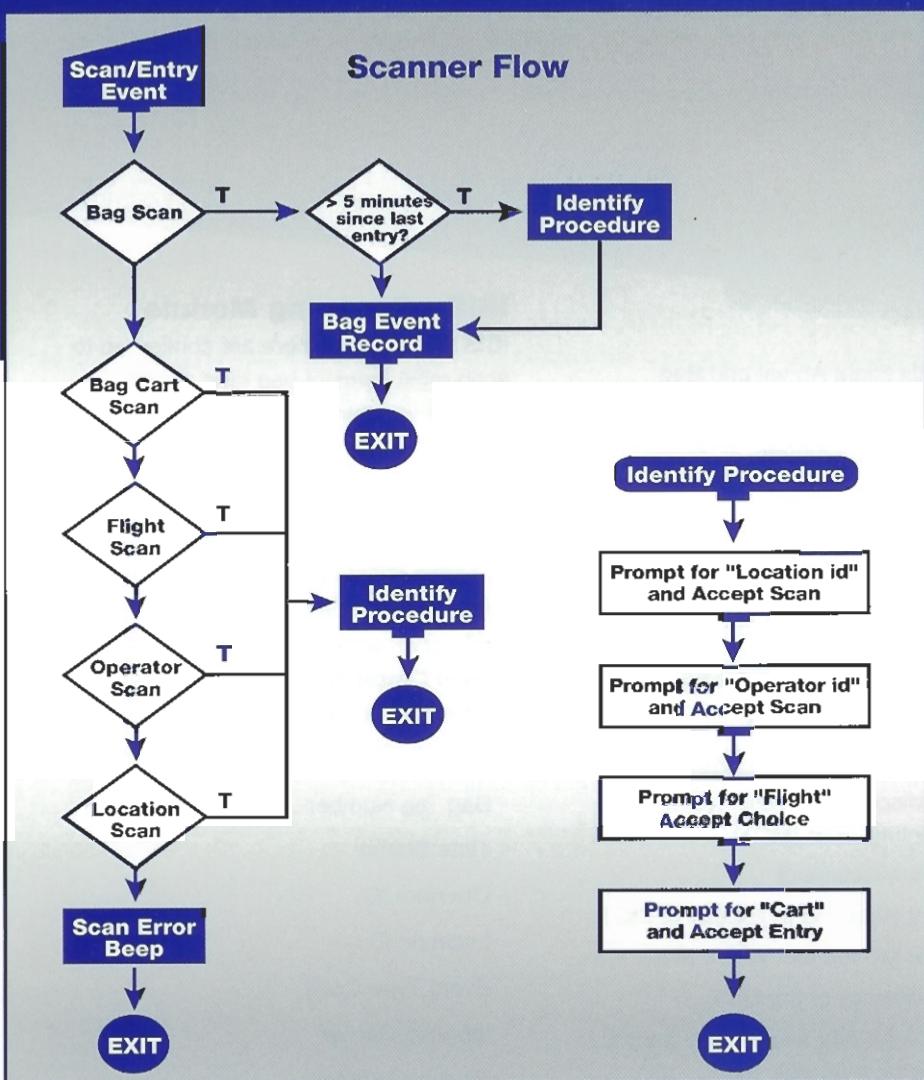 Scanner Flow
Scan/Entry
Event
Bag Scan
T
> 5 minutes
since last
entry?
T
Identify
Procedure
Bag Event
Record
EXIT
Bag Cart
Scan
T
Flight
Scan
T
Operator
Scan
T
Location
Scan
T
Identify
Procedure
EXIT
Scan Error
Beep
EXIT
Identify Procedure
Prompt for "Location id"
and Accept Scan
Prompt for "Operator id"
and Accept Scan
Prompt for "Flight"
Accept Choice
Prompt for "Cart"
and Accept Entry
EXIT